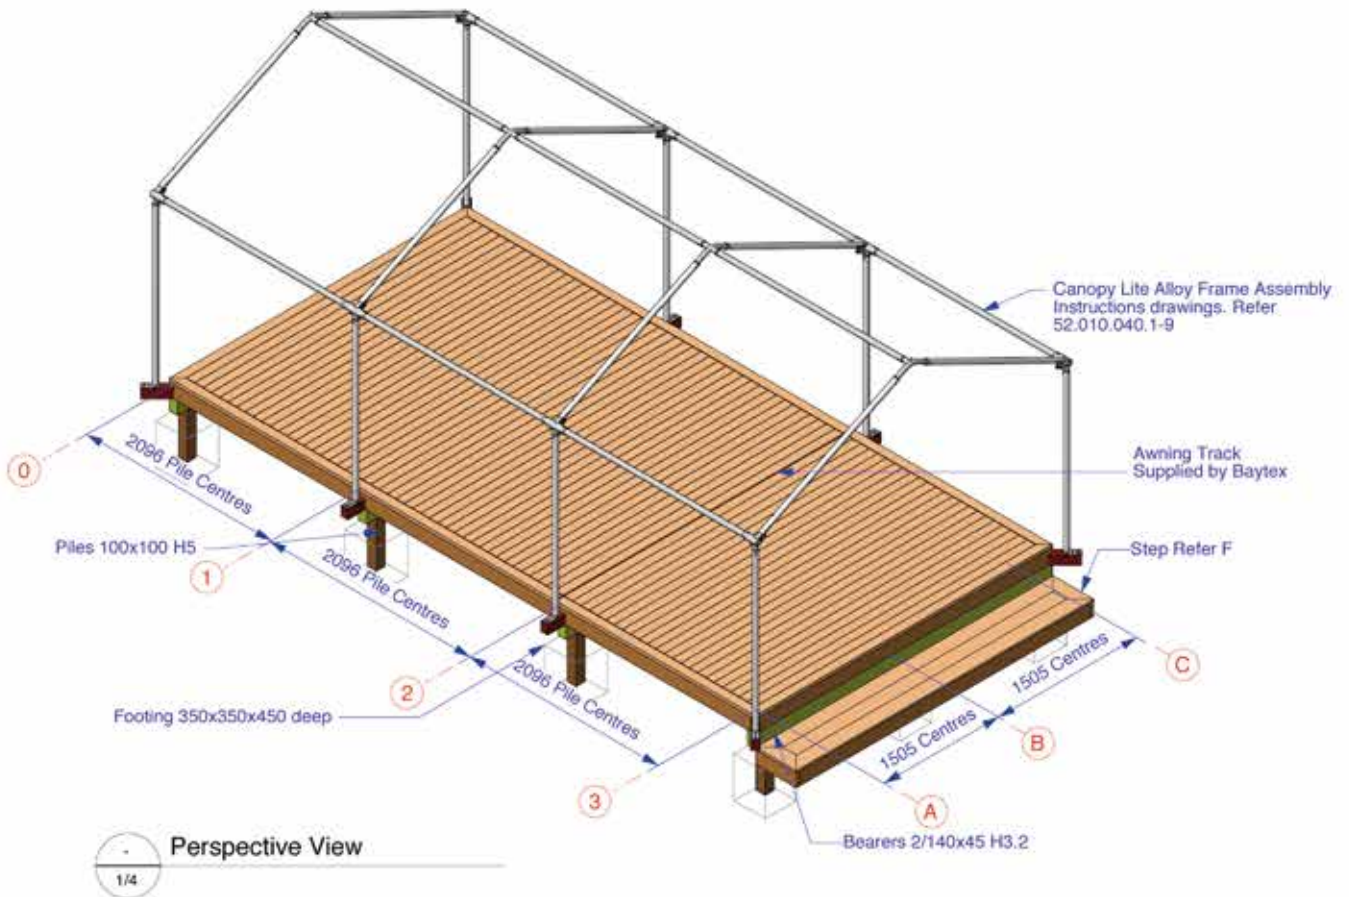 Canopy Lite Alloy Frame Assembly
Instructions drawings. Refer
52.010.040.1-9
Awning Track
Supplied by Baytex
0
2096 Pile Centres
Piles 100x100 H5
1
2096 Pile Centres
Step Refer F
2
2096 Pile Centres
1505 Centres
C
Footing 350x350x450 deep
1505 Centres
B
3
A
Bearers 2/140x45 H3.2
-
1/4
Perspective View